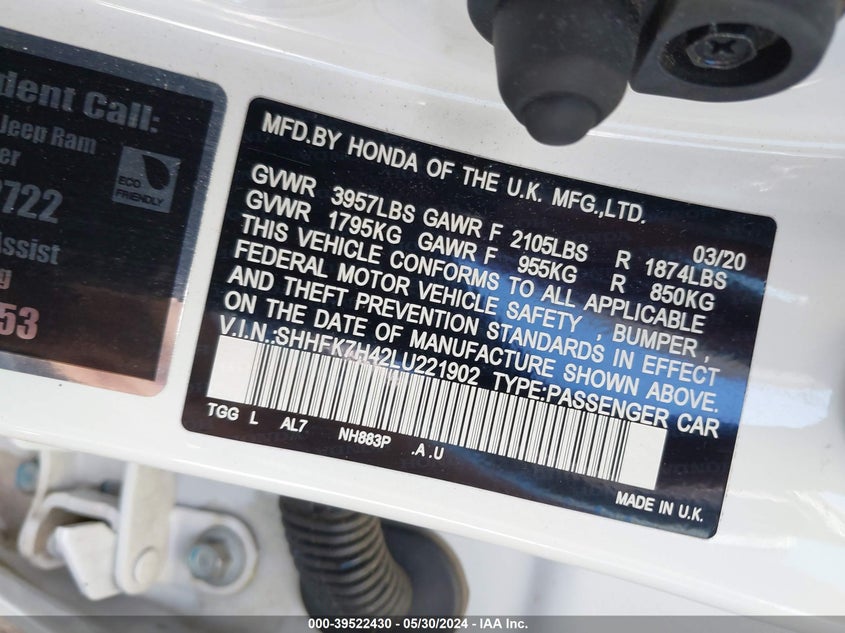 dent Call:
Jeep Ram
er
722
ssist
g
53
ECO
FRIENDLY
MFD.BY HONDA OF THE U.K. MFG.,LTD.
03/20
GVWR 3957LBS GAWR F 2105LBS R 1874LBS
GVWR 1795KG GAWR F 955KG R 850KG
THIS VEHICLE CONFORMS TO ALL APPLICABLE
FEDERAL MOTOR VEHICLE SAFETY , BUMPER ,
AND THEFT PREVENTION STANDARDS IN EFFECT
ON THE DATE OF MANUFACTURE SHOWN ABOVE.
V.I.N.:SHHFK7H42LU221902 TYPE:PASSENGER CAR
TGG L AL7 NH883P .A.U
MADE IN U.K.
000-39522430 - 05/30/2024 - IAA Inc.